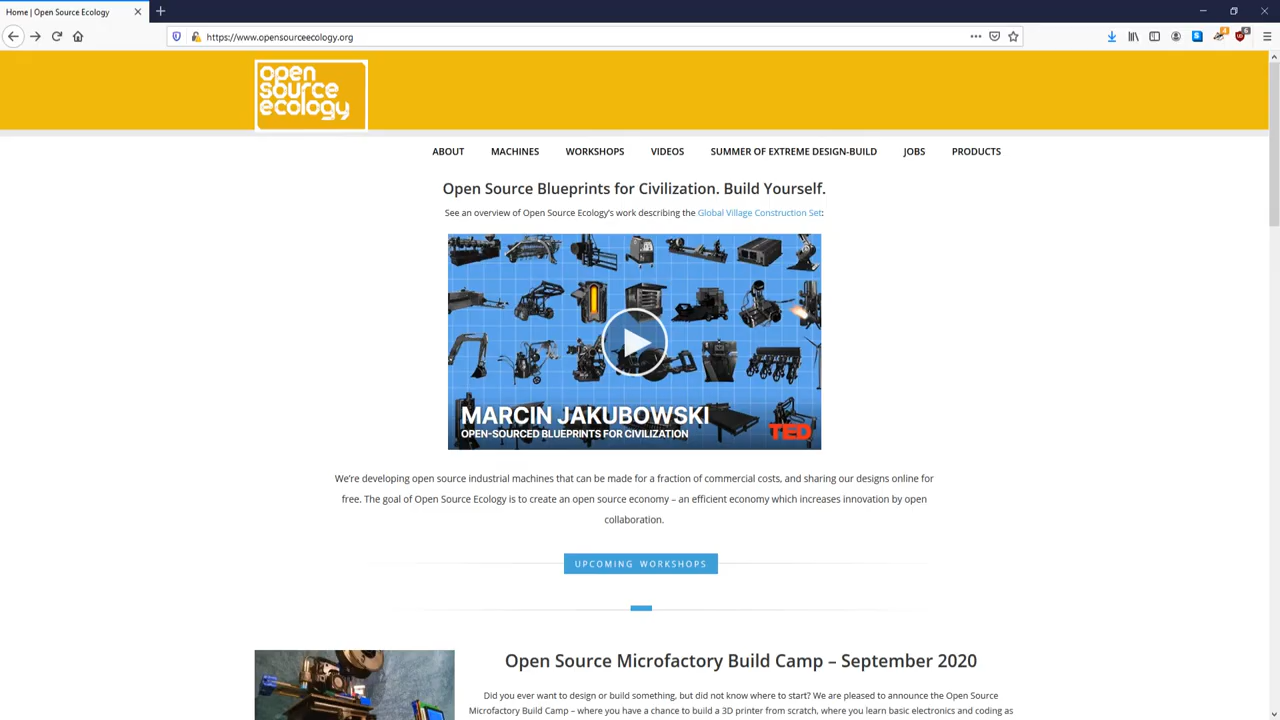 Home | Open Source Ecology
https://www.opensourceecology.org
4
6
open
source
ecology
ABOUT MACHINES WORKSHOPS VIDEOS SUMMER OF EXTREME DESIGN-BUILD JOBS PRODUCTS
Open Source Blueprints for Civilization. Build Yourself.
See an overview of Open Source Ecology's work describing the Global Village Construction Set:
MARCIN JAKUBOWSKI
OPEN-SOURCED BLUEPRINTS FOR CIVILIZATION
TED
We're developing open source industrial machines that can be made for a fraction of commercial costs, and sharing our designs online for
free. The goal of Open Source Ecology is to create an open source economy – an efficient economy which increases innovation by open
collaboration.
UPCOMING WORKSHOPS
Open Source Microfactory Build Camp – September 2020
Did you ever want to design or build something, but did not know where to start? We are pleased to announce the Open Source
Microfactory Build Camp – where you have a chance to build a 3D printer from scratch, where you learn basic electronics and coding as